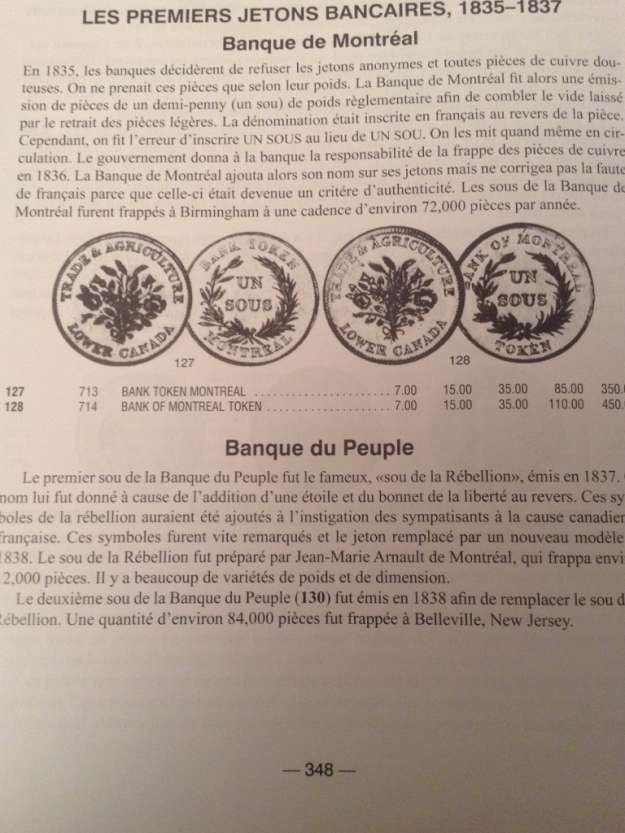 LES PREMIERS JETONS BANCAIRES, 1835–1837
Banque de Montréal
En 1835, les banques décidèrent de refuser les jetons anonymes et toutes pièces de cuivre dou-
teuses. On ne prenait ces pièces que selon leur poids. La Banque de Montréal fit alors une émis-
sion de pièces de un demi-penny (un sou) de poids règlementaire afin de combler le vide laissé
par le retrait des pièces légères. La dénomination était inscrite en français au revers de la pièce.
Cependant, on fit l'erreur d'inscrire UN SOUS au lieu de UN SOU. On les mit quand même en cir-
culation. Le gouvernement donna à la banque la responsabilité de la frappe des pièces de cuivre
en 1836. La Banque de Montréal ajouta alors son nom sur ses jetons mais ne corrigea pas la faute
de français parce que celle-ci était devenue un critére d'authenticité. Les sous de la Banque de
Montréal furent frappés à Birmingham à une cadence d'environ 72,000 pièces par année.
TRADE & AGRICULTURE LOWER CANADA
BANK TOKEN UN SOUS MONTREAL
TRADE & AGRICULTURE LOWER CANADA
BANK OF MONTREAL UN SOUS TOKEN
127 128
127 713 BANK TOKEN MONTREAL . . . . . . . . . . . . . . . . . . . . . . 7.00 15.00 35.00 85.00 350.
128 714 BANK OF MONTREAL TOKEN . . . . . . . . . . . . . . . . . . . . 7.00 15.00 35.00 110.00 450.
Banque du Peuple
Le premier sou de la Banque du Peuple fut le fameux, «sou de la Rébellion», émis en 1837.
nom lui fut donné à cause de l'addition d'une étoile et du bonnet de la liberté au revers. Ces sy
boles de la rébellion auraient été ajoutés à l'instigation des sympatisants à la cause canadien
française. Ces symboles furent vite remarqués et le jeton remplacé par un nouveau modèle
1838. Le sou de la Rébellion fut préparé par Jean-Marie Arnault de Montréal, qui frappa envi
2,000 pièces. Il y a beaucoup de variétés de poids et de dimension.
Le deuxième sou de la Banque du Peuple (130) fut émis en 1838 afin de remplacer le sou d
Rébellion. Une quantité d'environ 84,000 pièces fut frappée à Belleville, New Jersey.
— 348 —